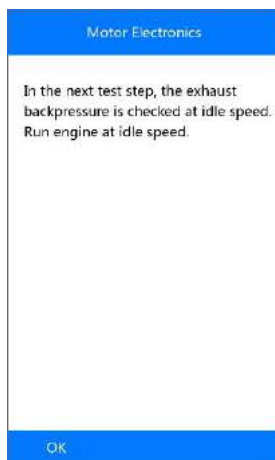 Motor Electronics
In the next test step, the exhaust
backpressure is checked at idle speed.
Run engine at idle speed.
OK